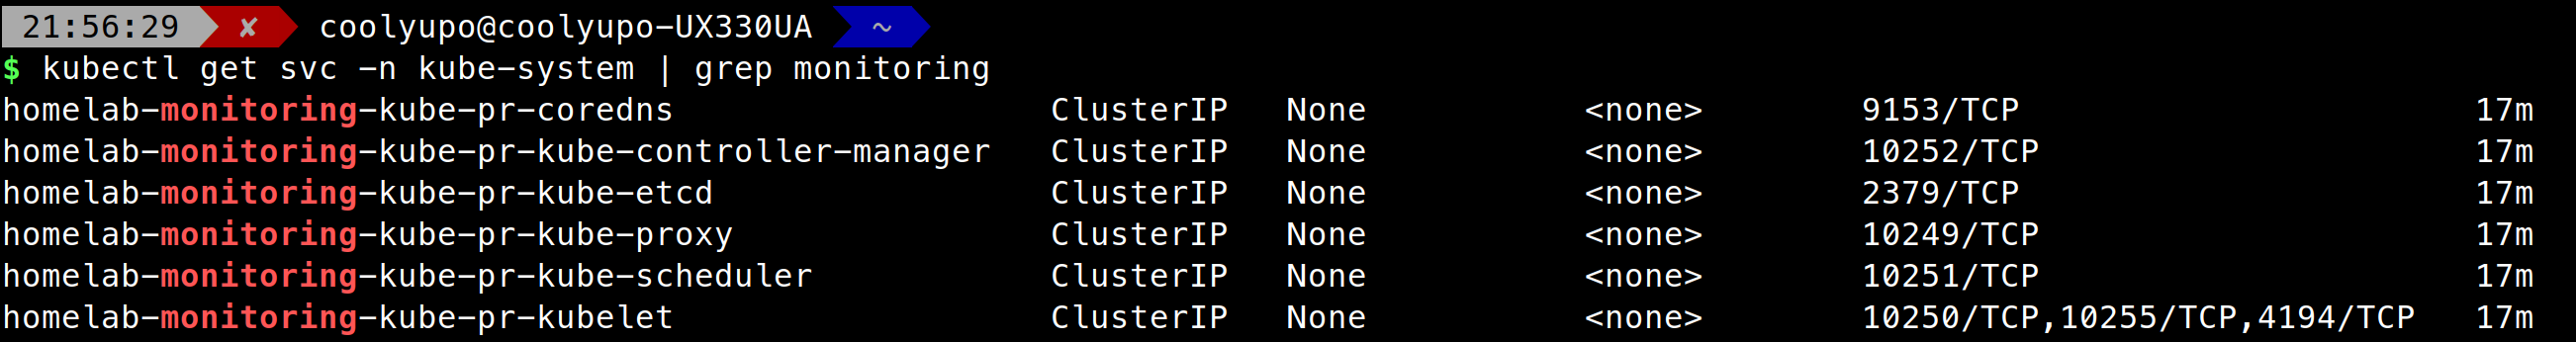 21:56:29 ✘ coolyupo@coolyupo-UX330UA ~
$ kubectl get svc -n kube-system | grep monitoring
homelab-monitoring-kube-pr-coredns ClusterIP None <none> 9153/TCP 17m
homelab-monitoring-kube-pr-kube-controller-manager ClusterIP None <none> 10252/TCP 17m
homelab-monitoring-kube-pr-kube-etcd ClusterIP None <none> 2379/TCP 17m
homelab-monitoring-kube-pr-kube-proxy ClusterIP None <none> 10249/TCP 17m
homelab-monitoring-kube-pr-kube-scheduler ClusterIP None <none> 10251/TCP 17m
homelab-monitoring-kube-pr-kubelet ClusterIP None <none> 10250/TCP,10255/TCP,4194/TCP 17m